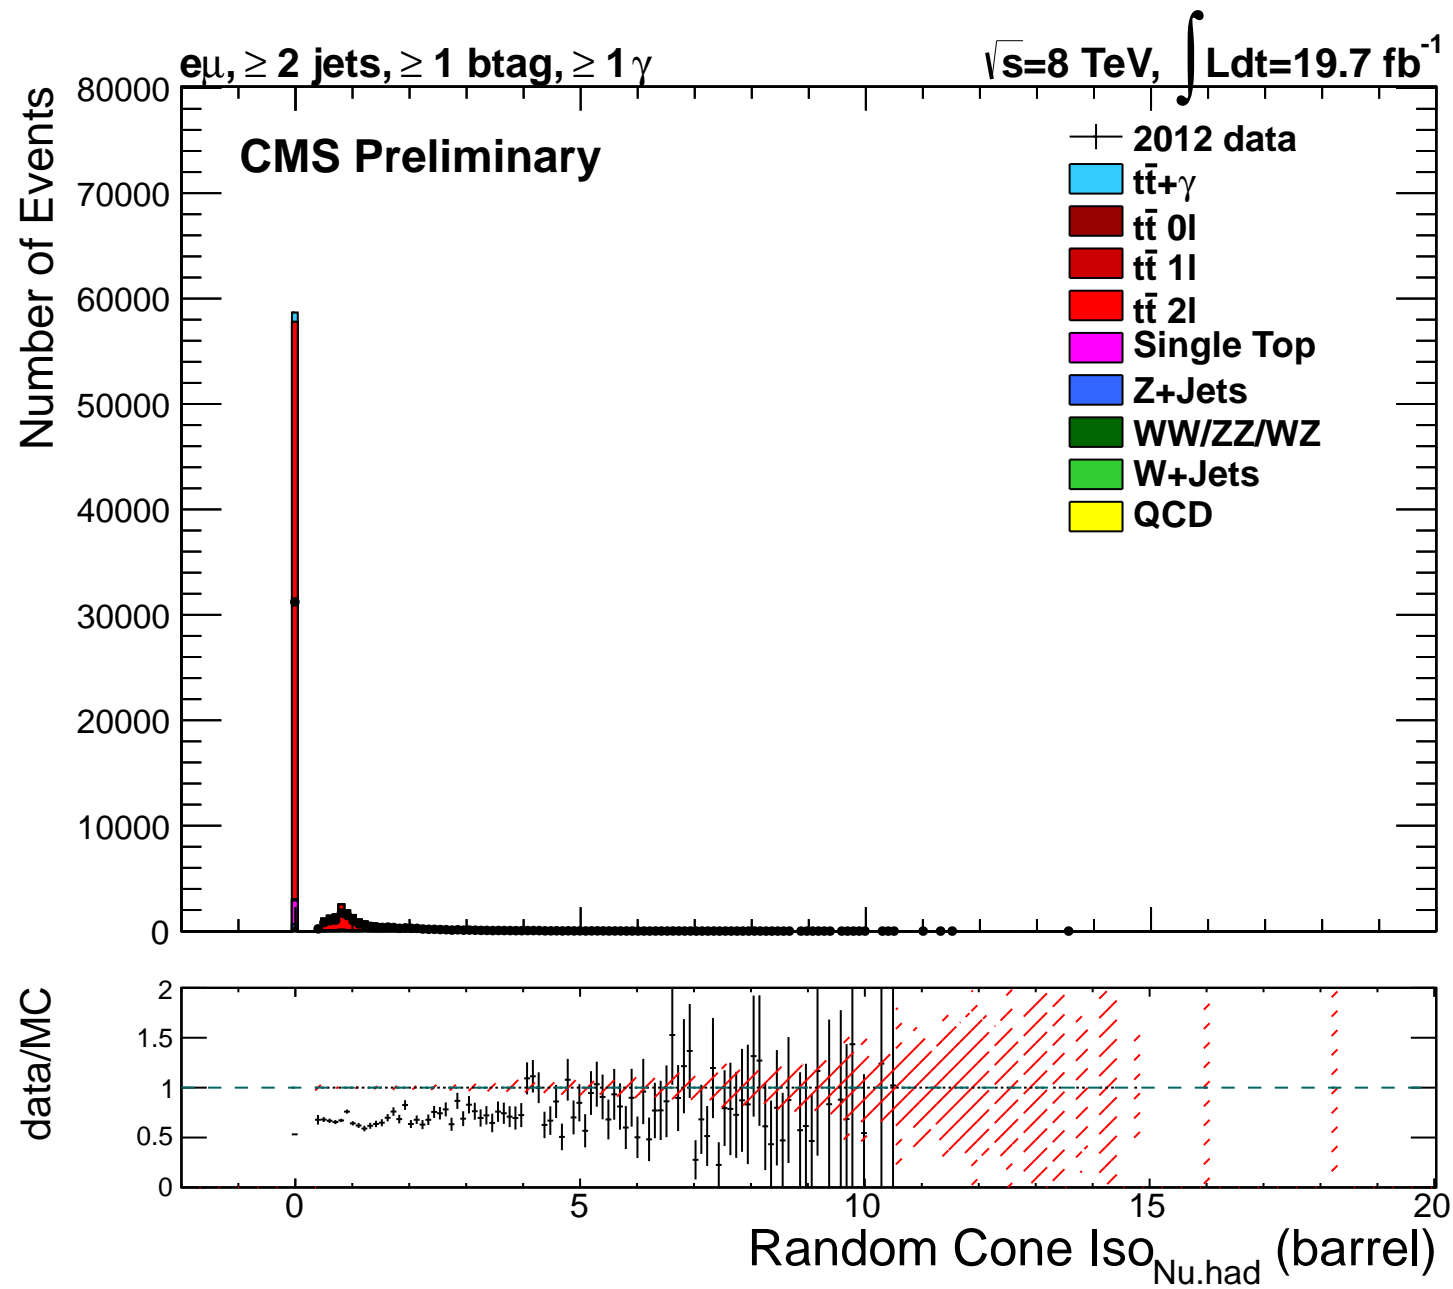 eμ, ≥ 2 jets, ≥ 1 btag, ≥ 1 γ
√s=8 TeV, ∫ Ldt=19.7 fb⁻¹
CMS Preliminary
Number of Events
80000
70000
60000
50000
40000
30000
20000
10000
0
2012 data
tt̄+γ
tt̄ 0l
tt̄ 1l
tt̄ 2l
Single Top
Z+Jets
WW/ZZ/WZ
W+Jets
QCD
data/MC
2
1.5
1
0.5
0
0 5 10 15 20
Random Cone Iso_Nu.had (barrel)